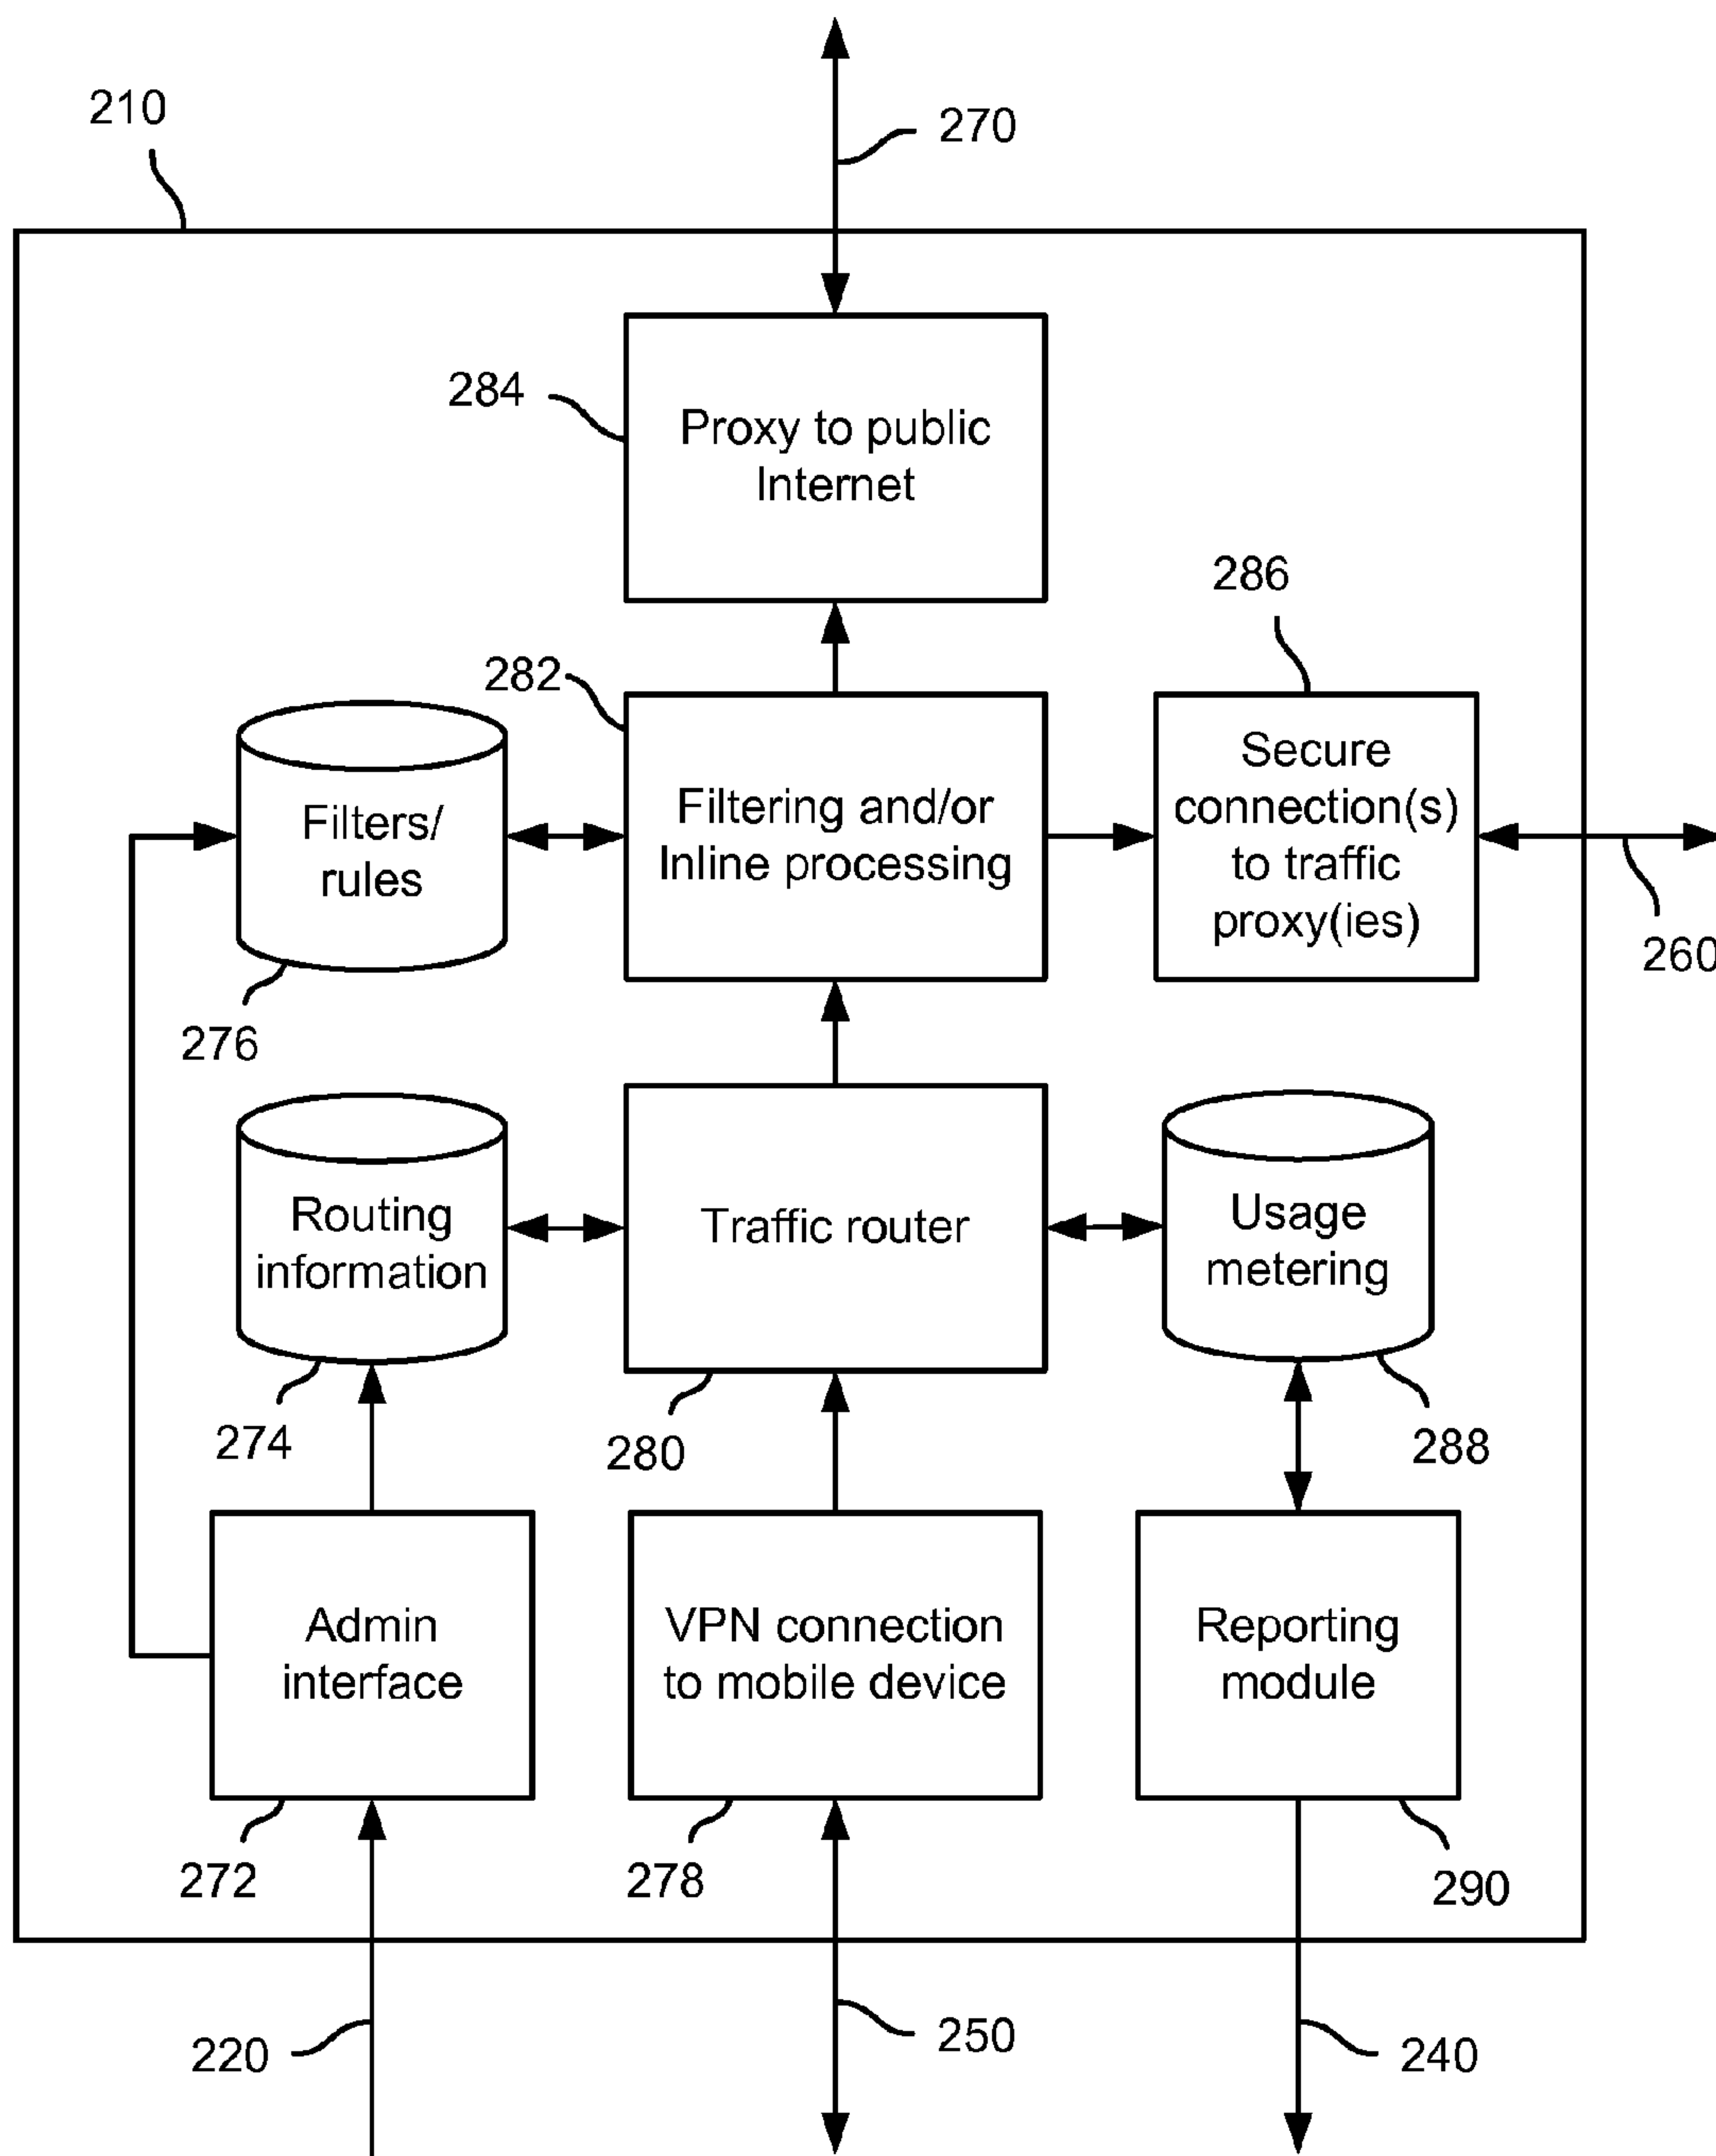 210
270
284
Proxy to public
Internet
286
282
Filters/
rules
Filtering and/or
Inline processing
Secure
connection(s)
to traffic
proxy(ies)
260
276
Routing
information
Traffic router
Usage
metering
274
280
288
Admin
interface
VPN connection
to mobile device
Reporting
module
272
278
290
220
250
240